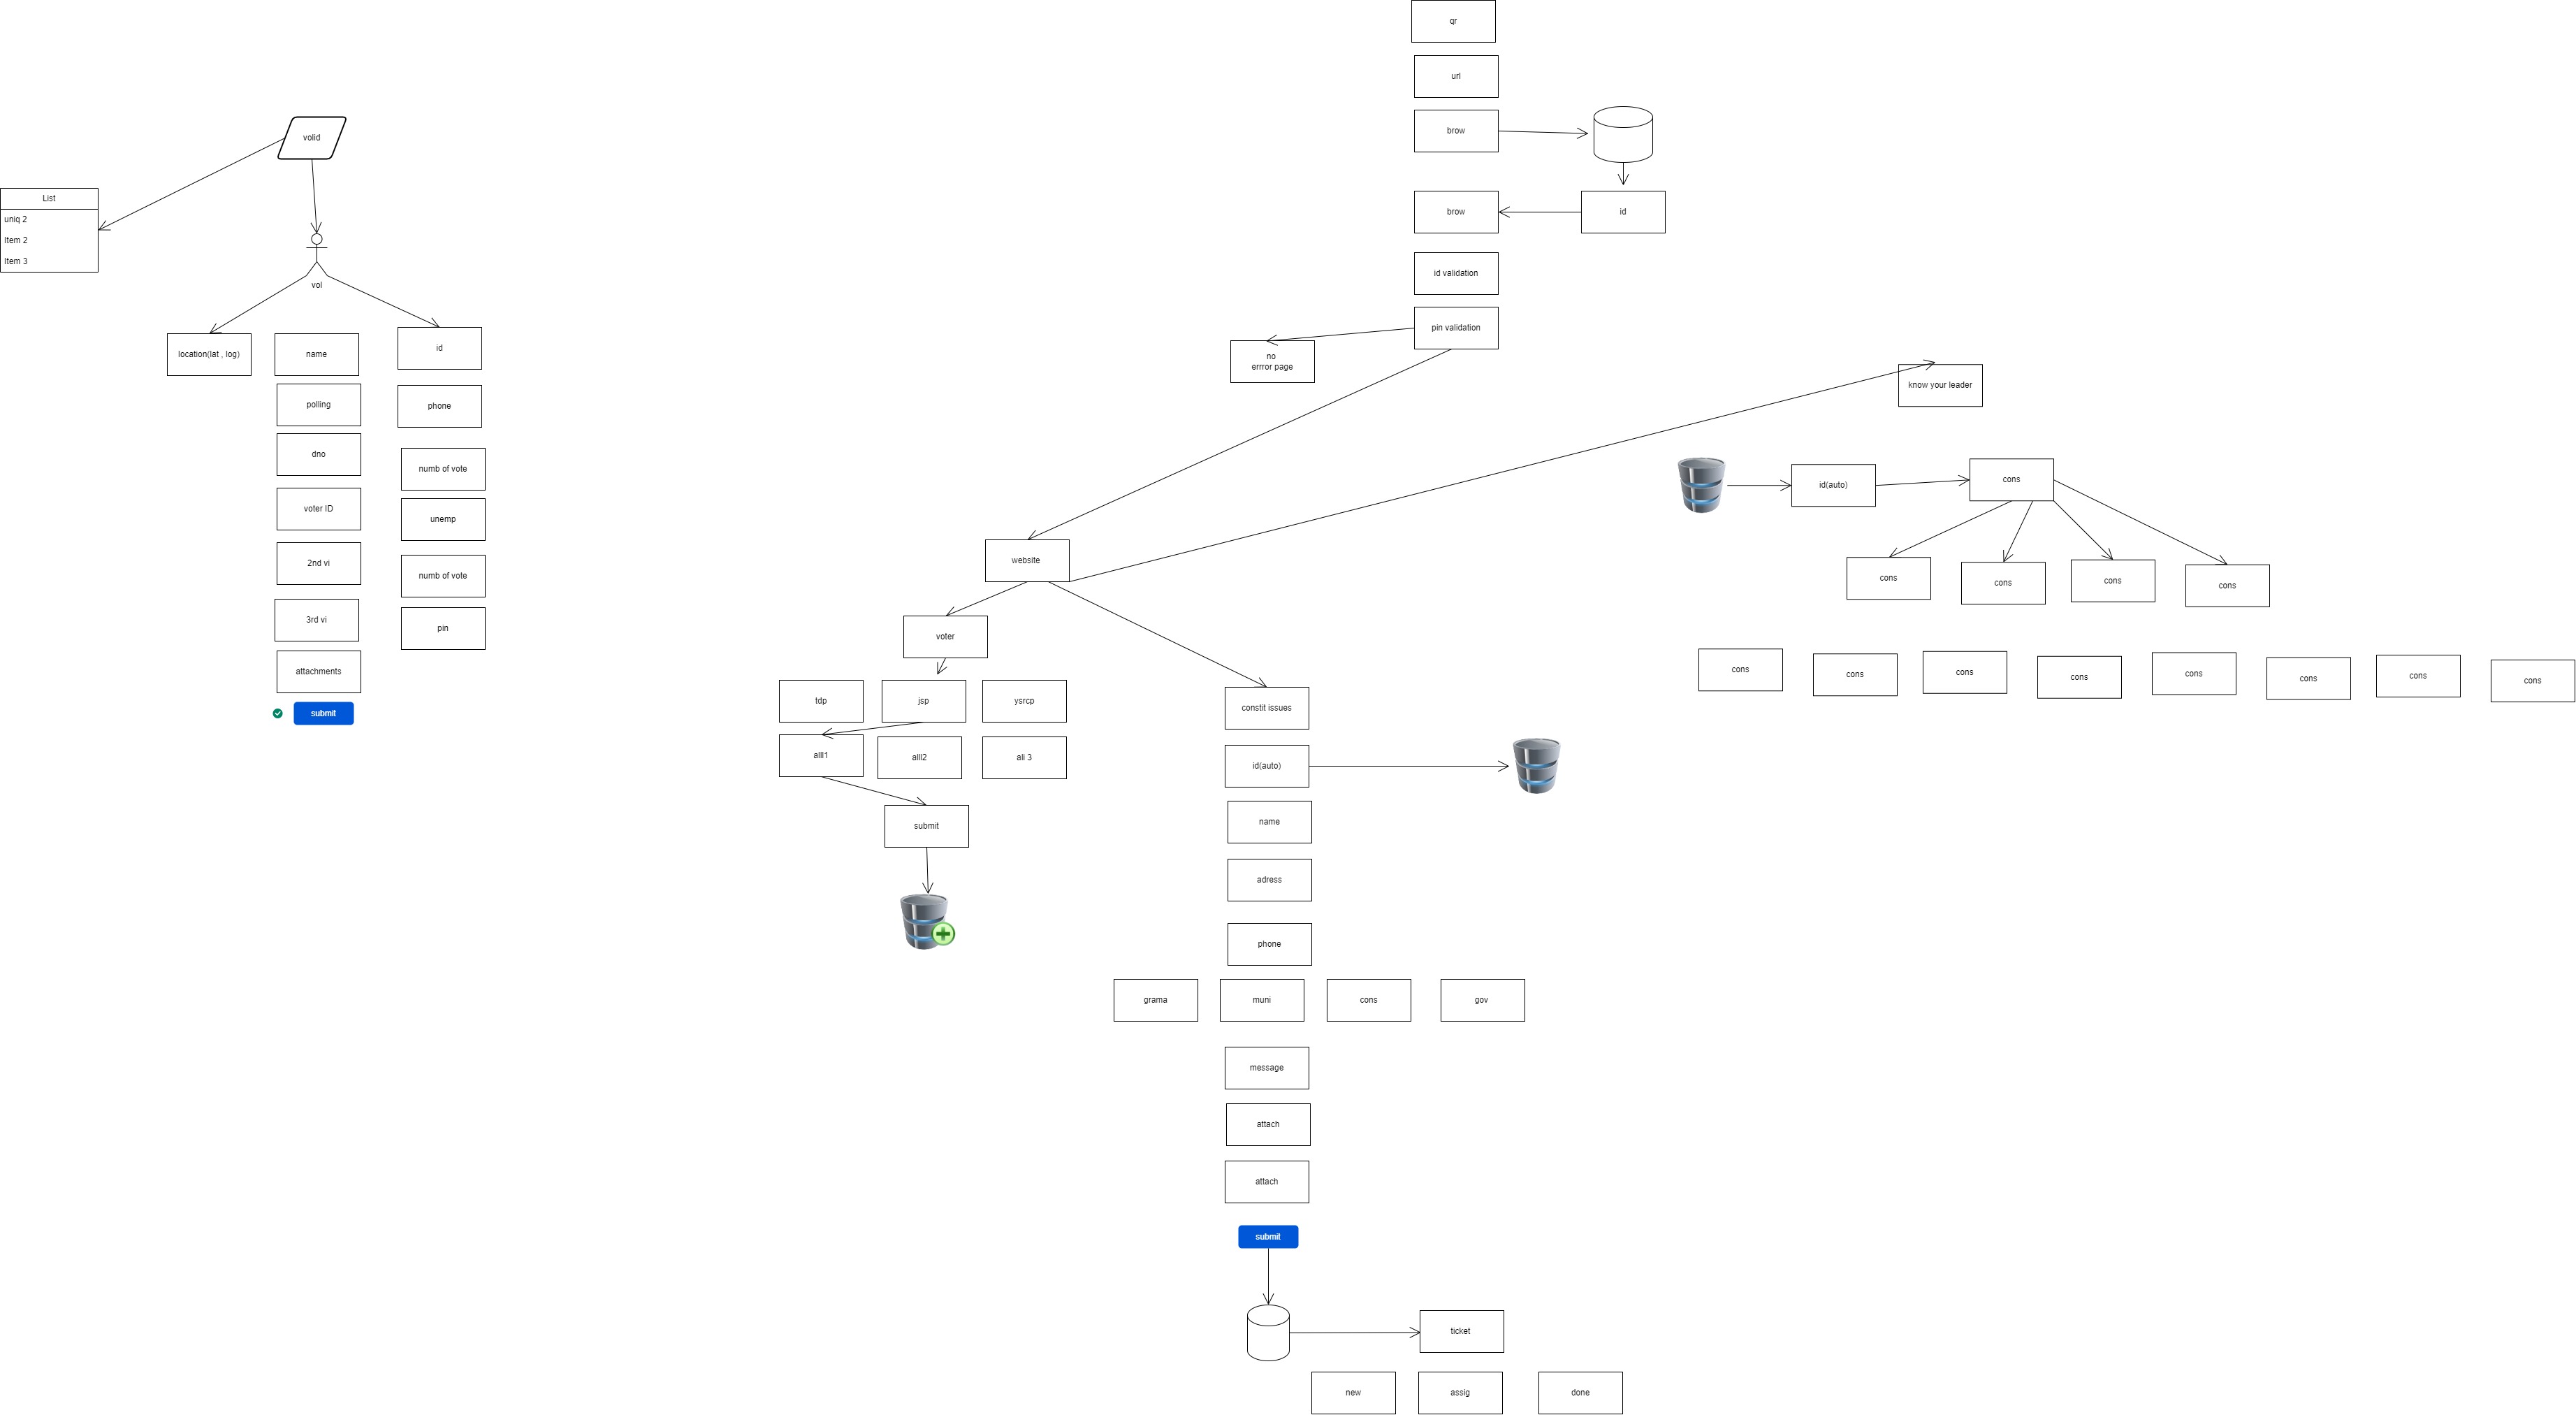 qr
url
volid
brow
List
uniq 2
Item 2
Item 3
brow
id
vol
id validation
pin validation
no
errror page
location(lat , log)
name
id
polling
phone
dno
numb of vote
voter ID
unemp
2nd vi
numb of vote
3rd vi
pin
attachments
submit
know your leader
id(auto)
cons
cons
cons
cons
cons
cons
cons
cons
cons
cons
cons
cons
cons
website
voter
tdp
jsp
ysrcp
alll1
alll2
ali 3
submit
constit issues
id(auto)
name
adress
phone
grama
muni
cons
gov
message
attach
attach
submit
ticket
new
assig
done